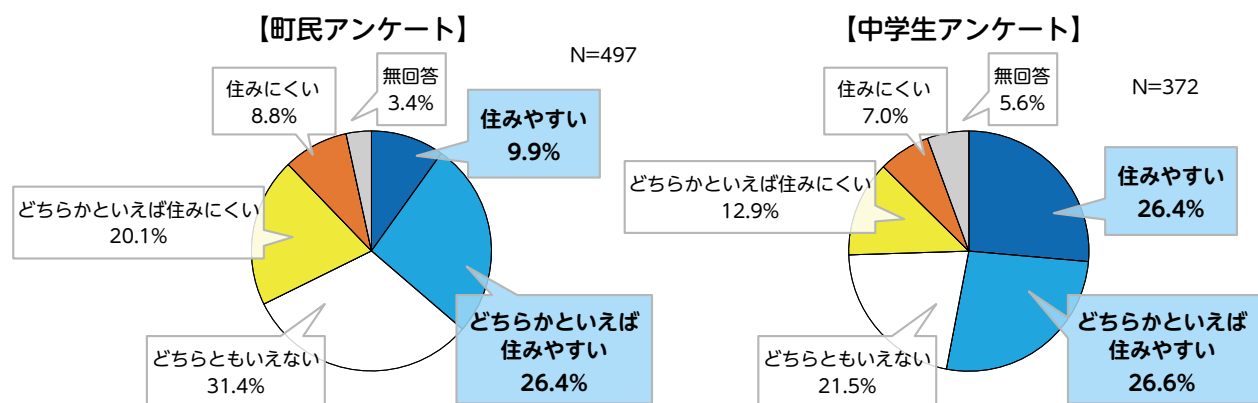 【町民アンケート】
N=497
住みにくい
8.8%
無回答
3.4%
住みやすい
9.9%
どちらかといえば住みにくい
20.1%
どちらともいえない
31.4%
どちらかといえば
住みやすい
26.4%
【中学生アンケート】
N=372
住みにくい
7.0%
無回答
5.6%
住みやすい
26.4%
どちらかといえば住みにくい
12.9%
どちらともいえない
21.5%
どちらかといえば
住みやすい
26.6%